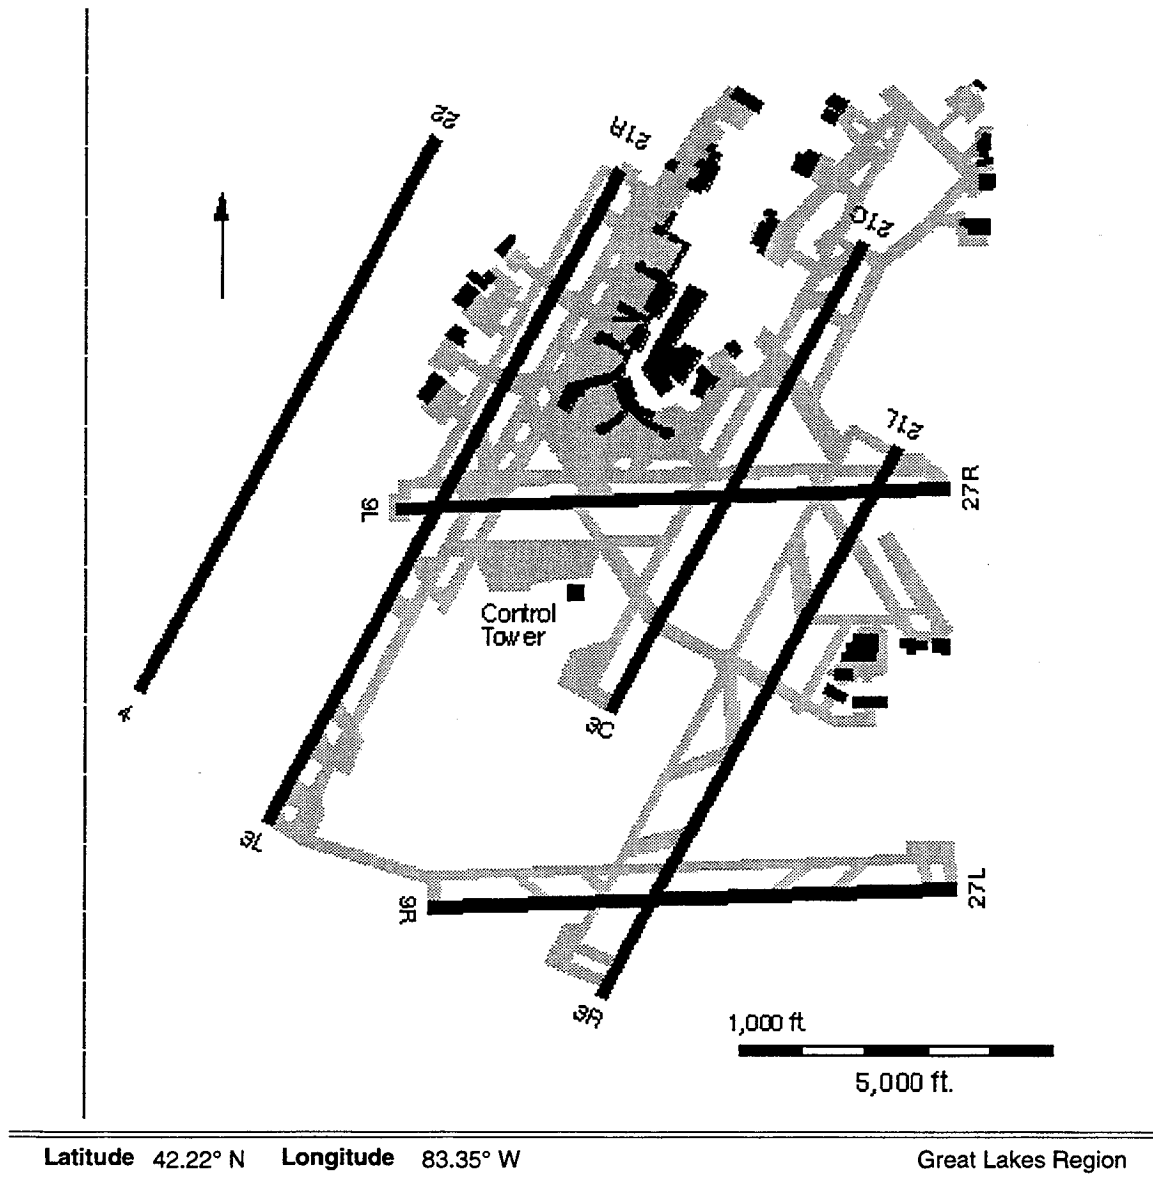 22
21R
21C
21L
9L
27R
Control
Tower
4
3C
3L
9R
27L
3R
1,000 ft
5,000 ft.
Latitude 42.22° N Longitude 83.35° W Great Lakes Region